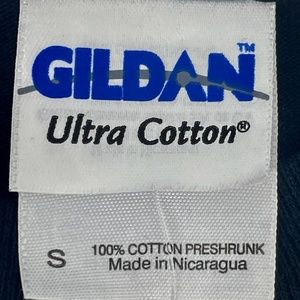 GILDAN™
Ultra Cotton®
S
100% COTTON PRESHRUNK
Made in Nicaragua